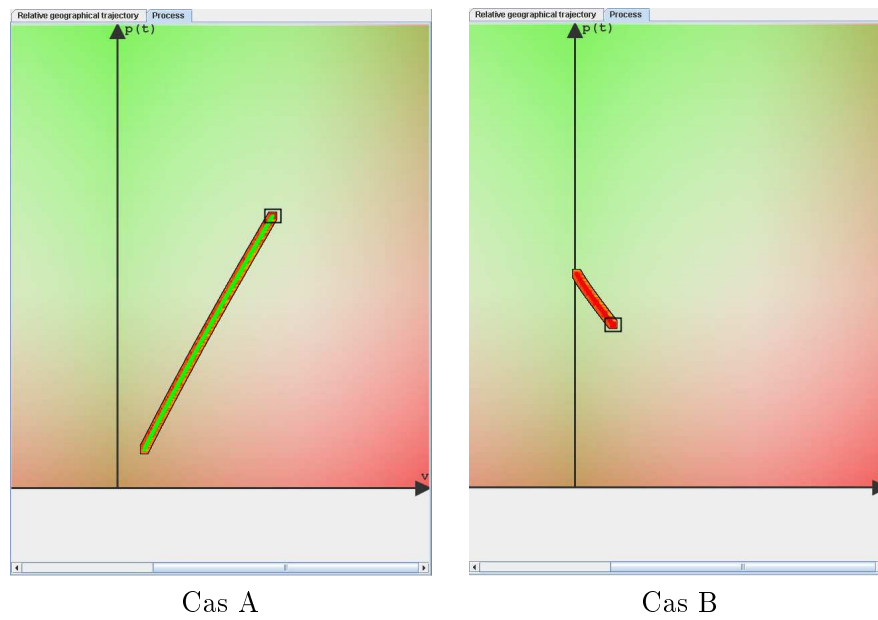 Relative geographical trajectory Process
p(t)
v
Cas A
Relative geographical trajectory Process
p(t)
Cas B